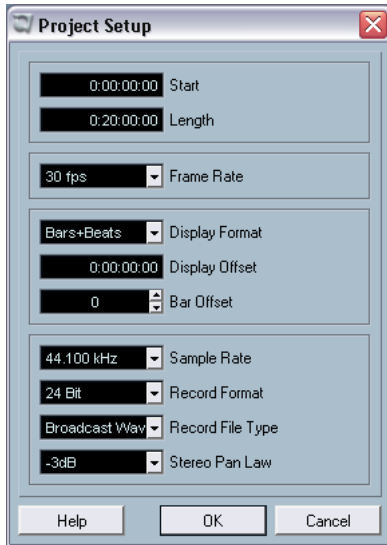 Project Setup
0:00:00:00 Start
0:20:00:00 Length
30 fps Frame Rate
Bars+Beats Display Format
0:00:00:00 Display Offset
0 Bar Offset
44.100 kHz Sample Rate
24 Bit Record Format
Broadcast Wav Record File Type
-3dB Stereo Pan Law
Help OK Cancel